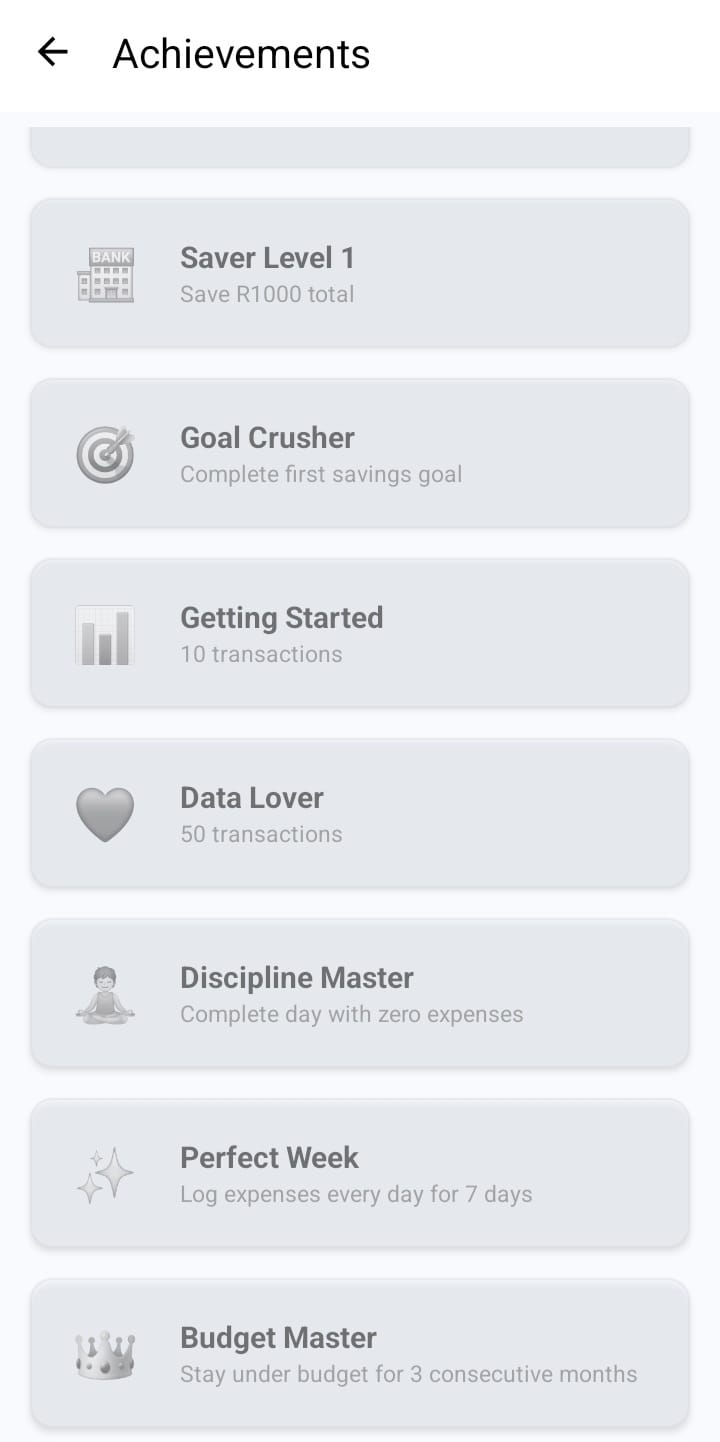 Achievements
BANK
Saver Level 1
Save R1000 total
Goal Crusher
Complete first savings goal
Getting Started
10 transactions
Data Lover
50 transactions
Discipline Master
Complete day with zero expenses
Perfect Week
Log expenses every day for 7 days
Budget Master
Stay under budget for 3 consecutive months